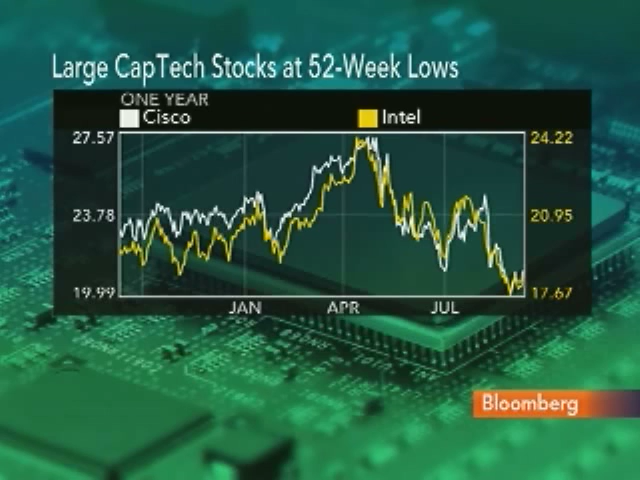 Large CapTech Stocks at 52-Week Lows
ONE YEAR
Cisco Intel
27.57 24.22
23.78 20.95
19.99 17.67
JAN APR JUL
Bloomberg